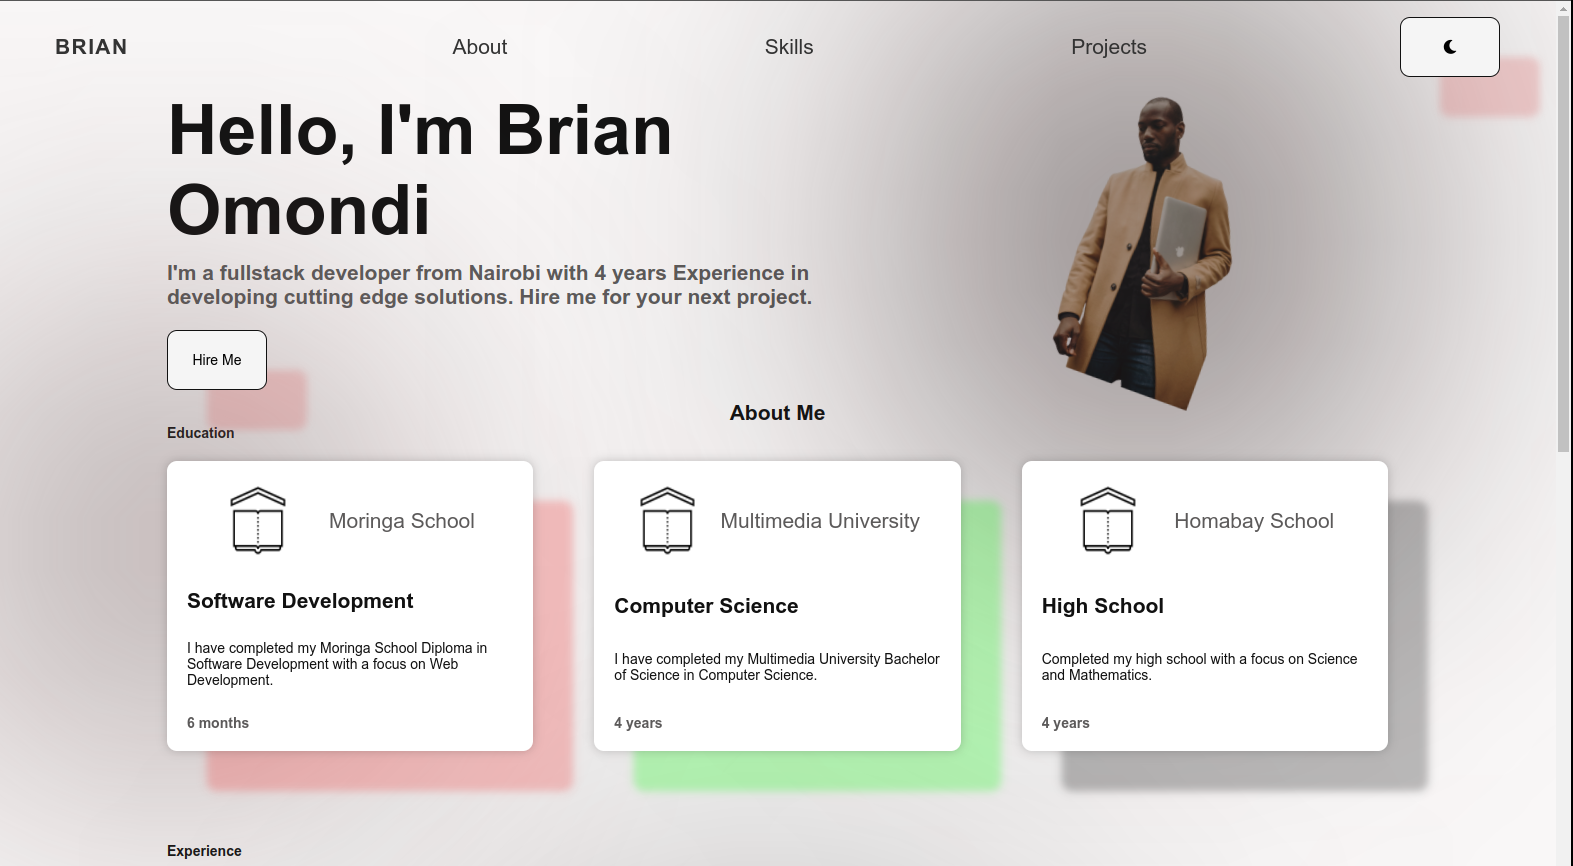 BRIAN
About
Skills
Projects
Hello, I'm Brian
Omondi
I'm a fullstack developer from Nairobi with 4 years Experience in
developing cutting edge solutions. Hire me for your next project.
Hire Me
About Me
Education
Moringa School
Software Development
I have completed my Moringa School Diploma in
Software Development with a focus on Web
Development.
6 months
Multimedia University
Computer Science
I have completed my Multimedia University Bachelor
of Science in Computer Science.
4 years
Homabay School
High School
Completed my high school with a focus on Science
and Mathematics.
4 years
Experience